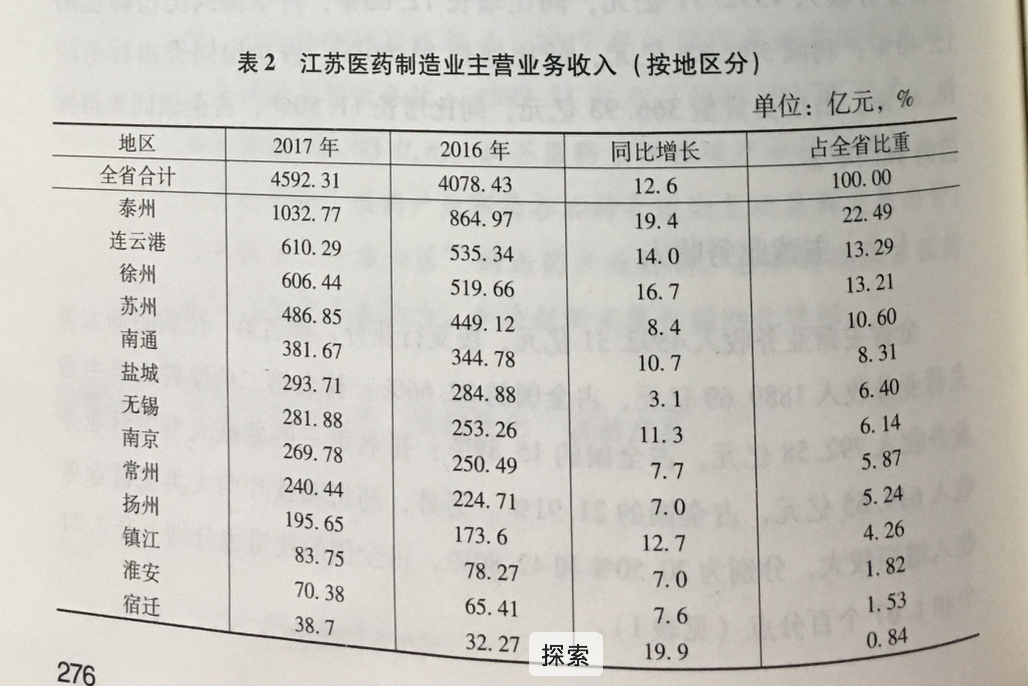 表2 江苏医药制造业主营业务收入（按地区分）
单位：亿元，%
地区 2017年 2016年 同比增长 占全省比重
全省合计 4592.31 4078.43 12.6 100.00
泰州 1032.77 864.97 19.4 22.49
连云港 610.29 535.34 14.0 13.29
徐州 606.44 519.66 16.7 13.21
苏州 486.85 449.12 8.4 10.60
南通 381.67 344.78 10.7 8.31
盐城 293.71 284.88 3.1 6.40
无锡 281.88 253.26 11.3 6.14
南京 269.78 250.49 7.7 5.87
常州 240.44 224.71 7.0 5.24
扬州 195.65 173.6 12.7 4.26
镇江 83.75 78.27 7.0 1.82
淮安 70.38 65.41 7.6 1.53
宿迁 38.7 32.27 19.9 0.84
276
探索